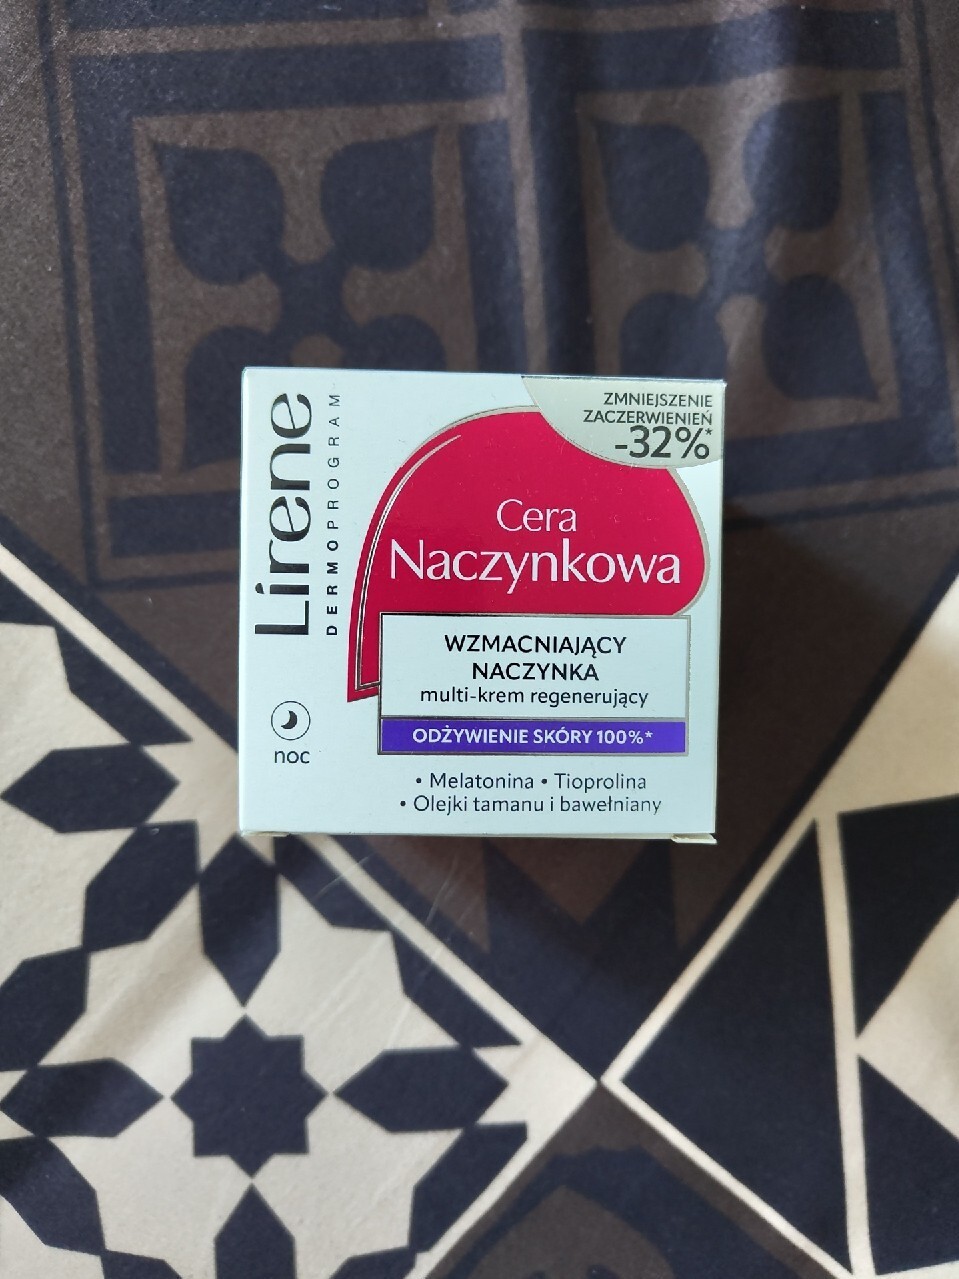 Lirene
DERMOPROGRAM
ZMNIEJSZENIE
ZACZERWIENIEŃ
-32%*
Cera
Naczynkowa
WZMACNIAJĄCY
NACZYNKA
multi-krem regenerujący
ODŻYWIENIE SKÓRY 100%*
noc
• Melatonina • Tioprolina
• Olejki tamanu i bawełniany